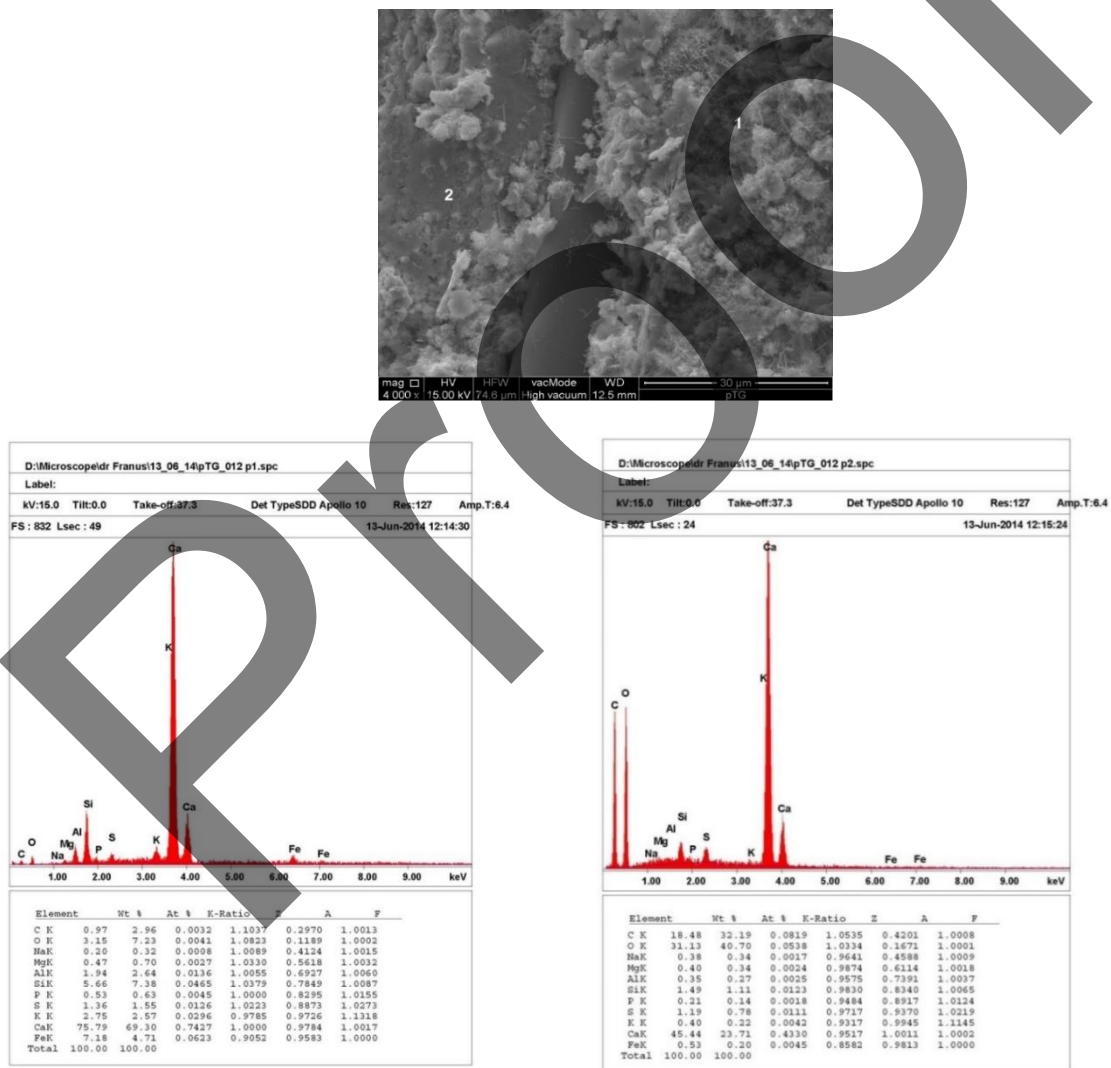 Proof
1
2
mag □ HV HFW vacMode WD 30 µm
4 000 x 15.00 kV 74.6 µm High vacuum 12.5 mm pTG
D:\Microscope\dr Franus\13_06_14\pTG_012 p1.spc
Label:
kV:15.0 Tilt:0.0 Take-off:37.3 Det TypeSDD Apollo 10 Res:127 Amp.T:6.4
FS : 832 Lsec : 49 13-Jun-2014 12:14:30
Ca
K
Si
Ca
Al
O
Mg
S
K
C
Na
P
Fe
Fe
1.00 2.00 3.00 4.00 5.00 6.00 7.00 8.00 keV
Element Wt % At % K-Ratio Z A F
C K 0.97 2.96 0.0032 1.1037 0.2970 1.0013
O K 3.15 7.23 0.0041 1.0823 0.1189 1.0002
NaK 0.20 0.32 0.0008 1.0089 0.4124 1.0015
MgK 0.47 0.70 0.0027 1.0330 0.5618 1.0032
AlK 1.94 2.64 0.0136 1.0055 0.6927 1.0060
SiK 5.66 7.38 0.0465 1.0379 0.7849 1.0087
P K 0.53 0.63 0.0045 1.0000 0.8295 1.0155
S K 1.36 1.55 0.0126 1.0223 0.8873 1.0273
K K 2.75 2.57 0.0296 0.9785 0.9726 1.1318
CaK 75.79 69.30 0.7427 1.0000 0.9784 1.0017
FeK 7.18 4.71 0.0623 0.9052 0.9583 1.0000
Total 100.00 100.00
D:\Microscope\dr Franus\13_06_14\pTG_012 p2.spc
Label:
kV:15.0 Tilt:0.0 Take-off:37.3 Det TypeSDD Apollo 10 Res:127 Amp.T:6.4
FS : 802 Lsec : 24 13-Jun-2014 12:15:24
Ca
K
O
C
Ca
Si
Al
S
Mg
Na
P
K
Fe
Fe
1.00 2.00 3.00 4.00 5.00 6.00 7.00 8.00 9.00 keV
Element Wt % At % K-Ratio Z A F
C K 18.48 32.19 0.0819 1.0535 0.4201 1.0008
O K 31.13 40.70 0.0538 1.0334 0.1671 1.0001
NaK 0.38 0.34 0.0017 0.9641 0.4588 1.0009
MgK 0.40 0.34 0.0024 0.9874 0.6114 1.0018
AlK 0.35 0.27 0.0025 0.9575 0.7391 1.0037
SiK 1.49 1.11 0.0123 0.9830 0.8340 1.0065
P K 0.21 0.14 0.0018 0.9484 0.8917 1.0124
S K 1.19 0.78 0.0111 0.9717 0.9370 1.0219
K K 0.40 0.22 0.0042 0.9317 0.9945 1.1145
CaK 45.44 23.71 0.4330 0.9517 1.0011 1.0002
FeK 0.53 0.20 0.0045 0.8582 0.9813 1.0000
Total 100.00 100.00